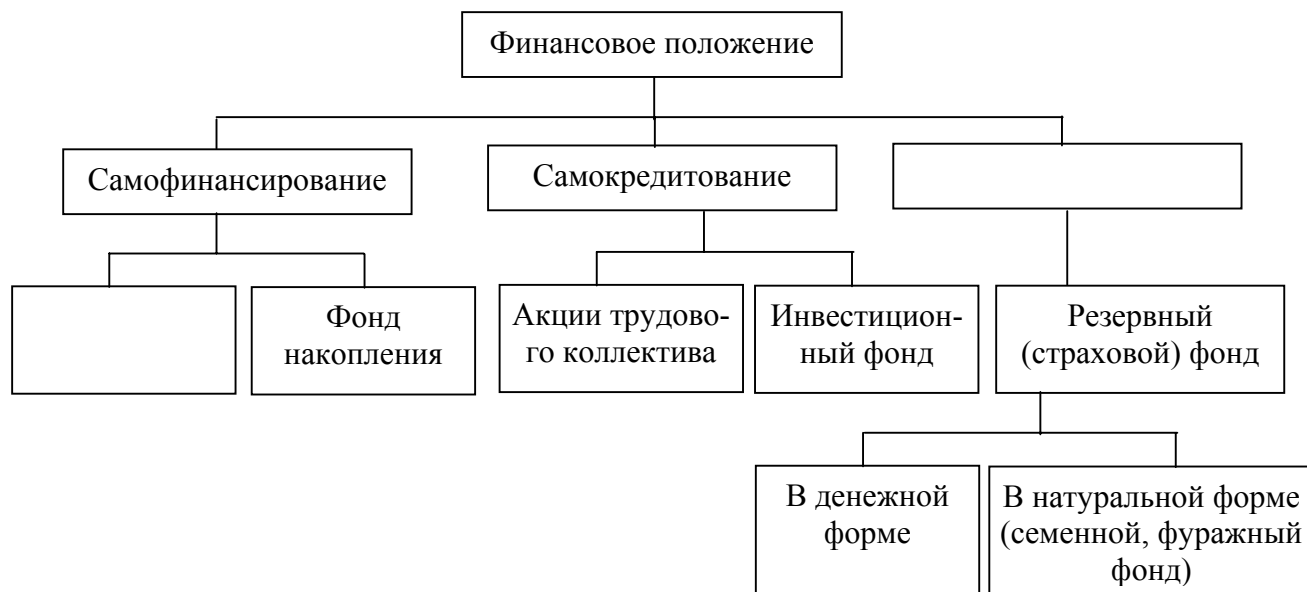 Финансовое положение
Самофинансирование
Самокредитование
Фонд
накопления
Акции трудово-
го коллектива
Инвестицион-
ный фонд
Резервный
(страховой) фонд
В денежной
форме
В натуральной форме
(семенной, фуражный
фонд)